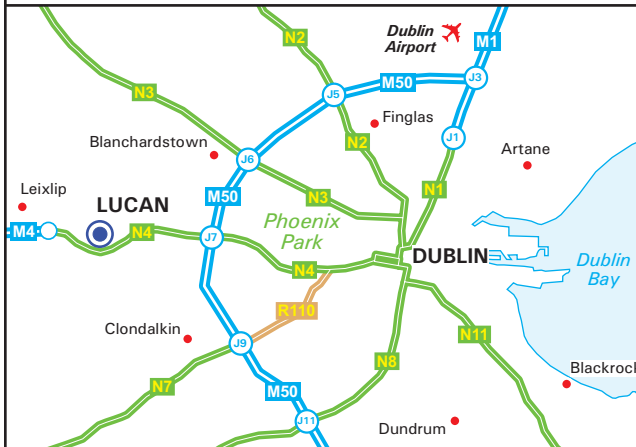 N2
Dublin
Airport
M1
N3
J5
M50
J3
Finglas
J1
Blanchardstown
J6
N2
Artane
Leixlip
M50
N3
N1
LUCAN
Phoenix
Park
M4
N4
J7
DUBLIN
Dublin
Bay
N4
R110
Clondalkin
J9
N11
N8
Blackrock
N7
M50
J11
Dundrum